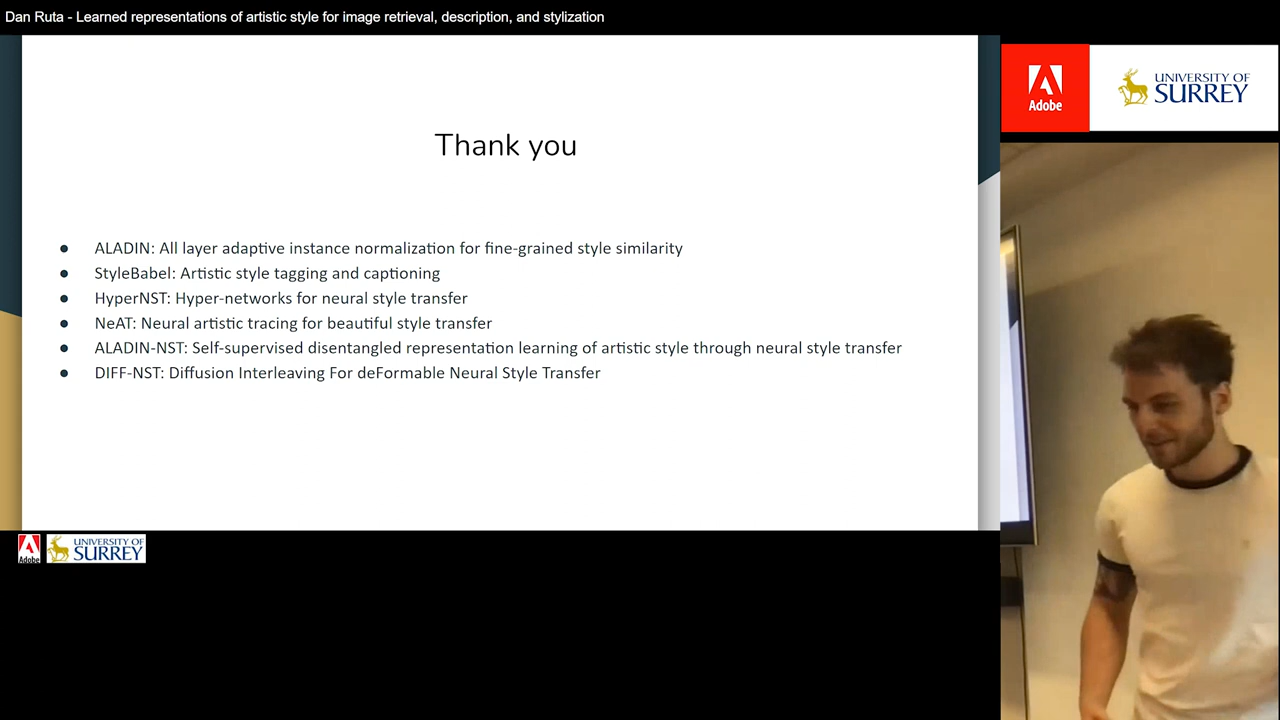 Dan Ruta - Learned representations of artistic style for image retrieval, description, and stylization
Thank you
ALADIN: All layer adaptive instance normalization for fine-grained style similarity
StyleBabel: Artistic style tagging and captioning
HyperNST: Hyper-networks for neural style transfer
NeAT: Neural artistic tracing for beautiful style transfer
ALADIN-NST: Self-supervised disentangled representation learning of artistic style through neural style transfer
DIFF-NST: Diffusion Interleaving For deFormable Neural Style Transfer
Adobe
UNIVERSITY OF
SURREY
Adobe
UNIVERSITY OF
SURREY